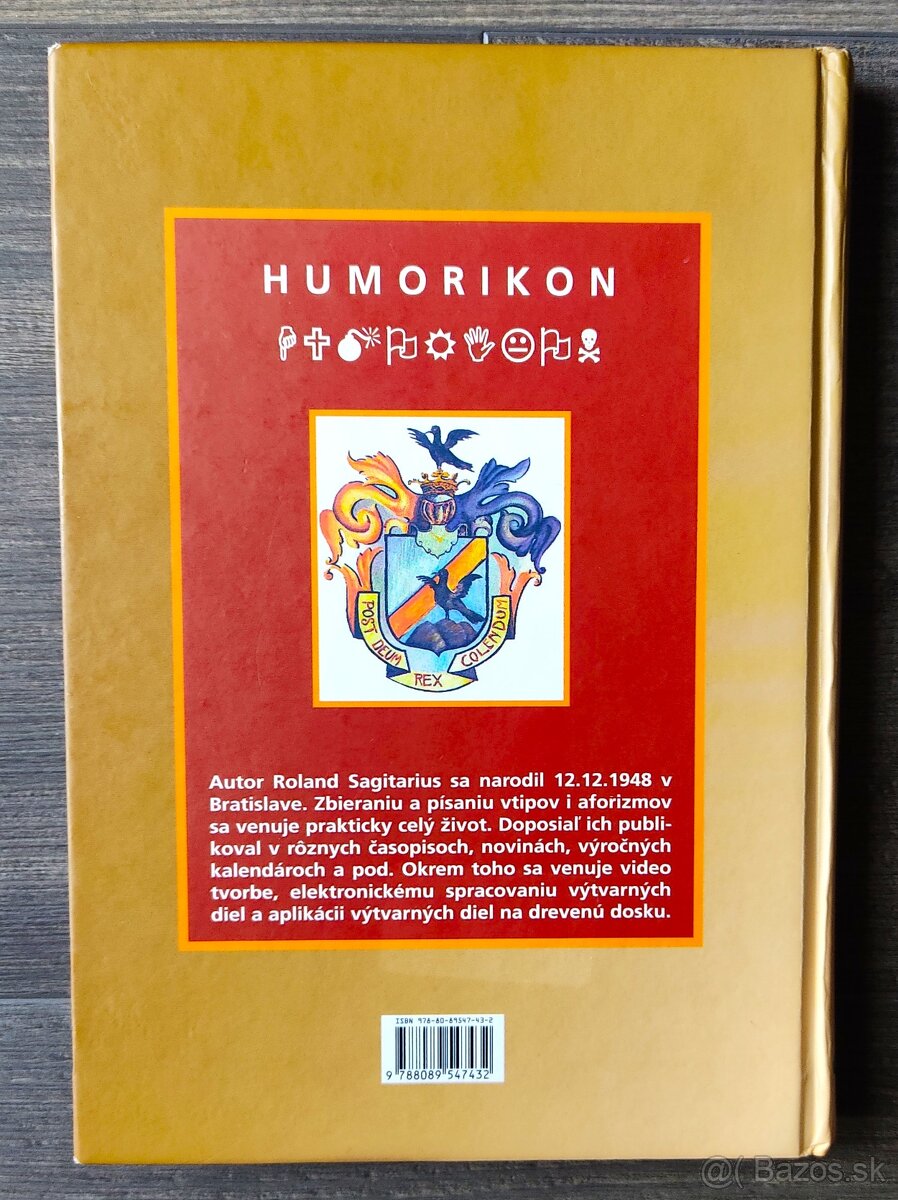 HUMORIKON
POST DEUM REX COLENDUM
Autor Roland Sagitarius sa narodil 12.12.1948 v
Bratislave. Zbieraniu a písaniu vtipov i aforizmov
sa venuje prakticky celý život. Doposiaľ ich publi-
koval v rôznych časopisoch, novinách, výročných
kalendároch a pod. Okrem toho sa venuje video
tvorbe, elektronickému spracovaniu výtvarných
diel a aplikácii výtvarných diel na drevenú dosku.
ISBN 978-80-89547-43-2
9 788089 547432
@( Bazos.sk